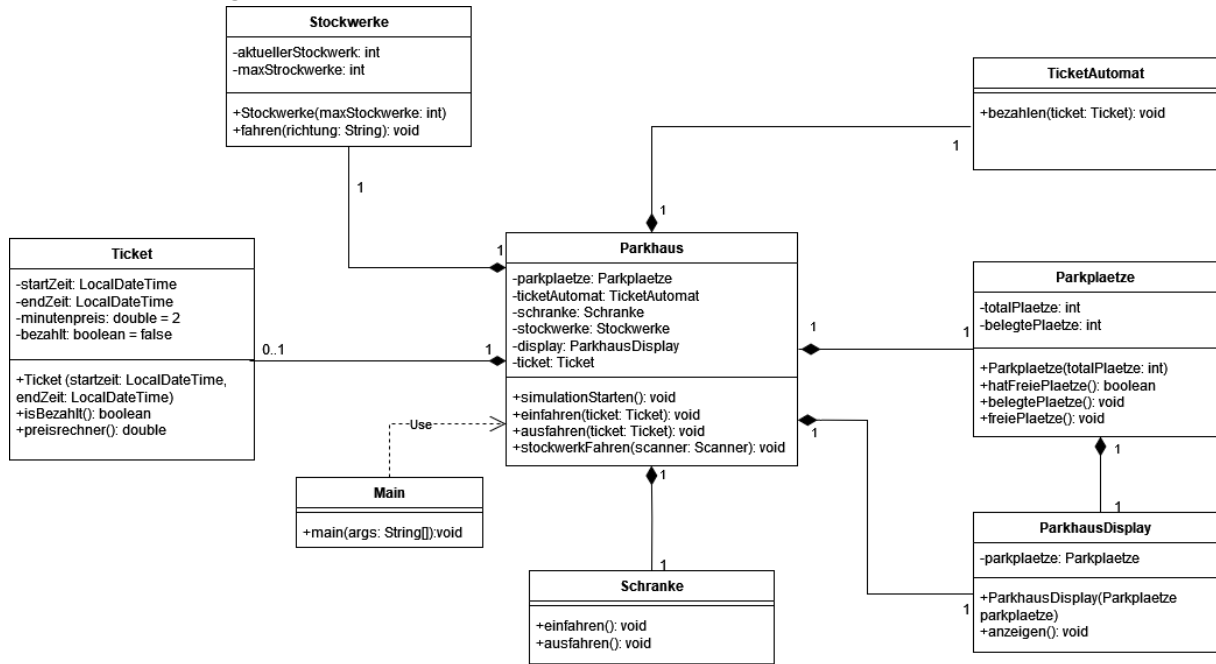 Stockwerke
-aktuellerStockwerk: int
-maxStrockwerke: int
+Stockwerke(maxStockwerke: int)
+fahren(richtung: String): void
TicketAutomat
+bezahlen(ticket: Ticket): void
1
1
1
1
Ticket
-startZeit: LocalDateTime
-endZeit: LocalDateTime
-minutenpreis: double = 2
-bezahlt: boolean = false
+Ticket (startzeit: LocalDateTime,
endZeit: LocalDateTime)
+isBezahlt(): boolean
+preisrechner(): double
0..1
1
Parkhaus
-parkplaetze: Parkplaetze
-ticketAutomat: TicketAutomat
-schranke: Schranke
-stockwerke: Stockwerke
-display: ParkhausDisplay
-ticket: Ticket
+simulationStarten(): void
+einfahren(ticket: Ticket): void
+ausfahren(ticket: Ticket): void
+stockwerkFahren(scanner: Scanner): void
1
1
Parkplaetze
-totalPlaetze: int
-belegtePlaetze: int
+Parkplaetze(totalPlaetze: int)
+hatFreiePlaetze(): boolean
+belegtePlaetze(): void
+freiePlaetze(): void
Use
1
1
1
1
Main
+main(args: String[]):void
ParkhausDisplay
-parkplaetze: Parkplaetze
+ParkhausDisplay(Parkplaetze
parkplaetze)
+anzeigen(): void
1
1
Schranke
+einfahren(): void
+ausfahren(): void